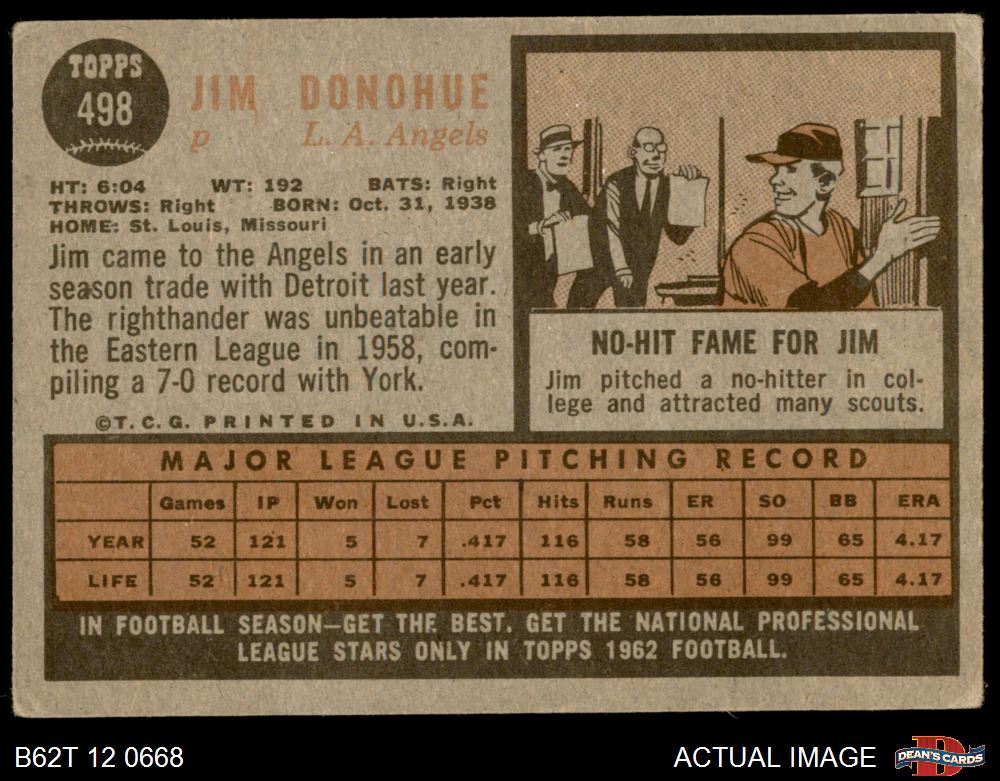 TOPPS
498
JIM DONOHUE
p L. A. Angels
HT: 6:04 WT: 192 BATS: Right
THROWS: Right BORN: Oct. 31, 1938
HOME: St. Louis, Missouri
Jim came to the Angels in an early
season trade with Detroit last year.
The righthander was unbeatable in
the Eastern League in 1958, com-
piling a 7-0 record with York.
©T. C. G. PRINTED IN U.S.A.
NO-HIT FAME FOR JIM
Jim pitched a no-hitter in col-
lege and attracted many scouts.
MAJOR LEAGUE PITCHING RECORD
Games IP Won Lost Pct Hits Runs ER SO BB ERA
YEAR 52 121 5 7 .417 116 58 56 99 65 4.17
LIFE 52 121 5 7 .417 116 58 56 99 65 4.17
IN FOOTBALL SEASON—GET THE BEST. GET THE NATIONAL PROFESSIONAL
LEAGUE STARS ONLY IN TOPPS 1962 FOOTBALL.
B62T 12 0668 ACTUAL IMAGE
D
DEAN'S CARDS